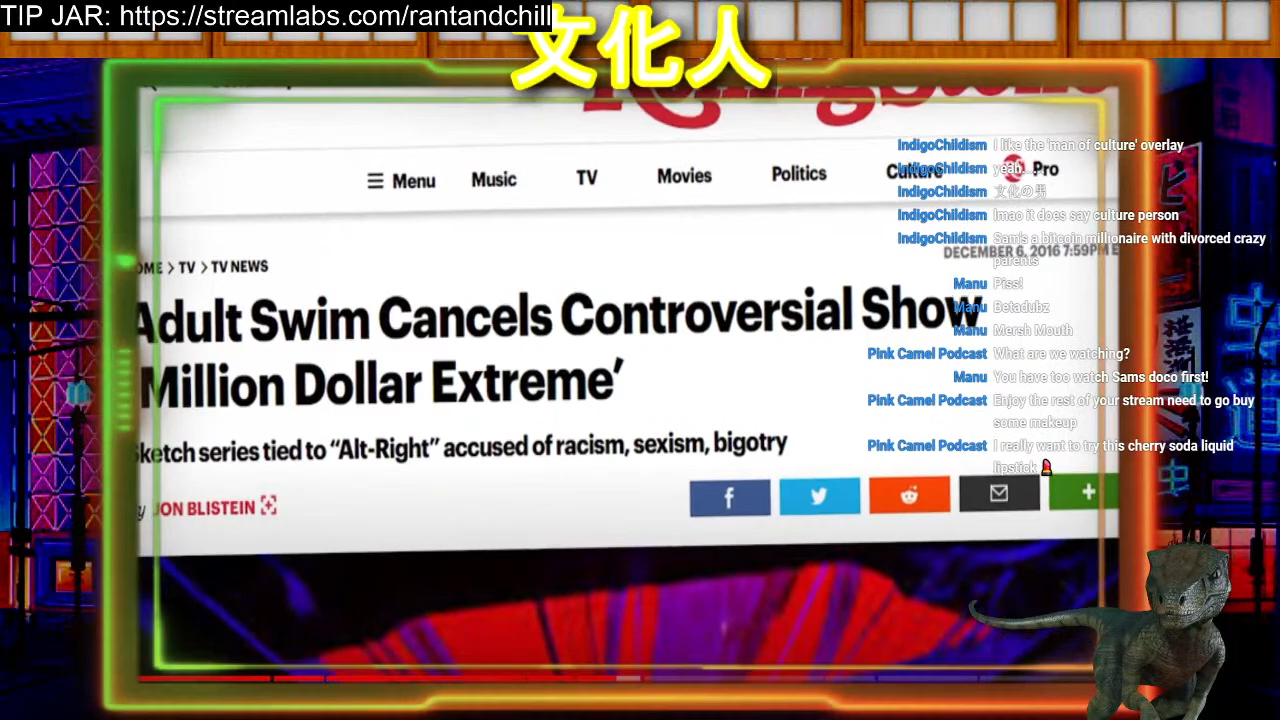 TIP JAR: https://streamlabs.com/rantandchill
文化人
Menu Music TV Movies Politics Culture Pro
TV > TV NEWS
DECEMBER 6, 2016 7:59PM
Adult Swim Cancels Controversial Show
Million Dollar Extreme’
Sketch series tied to “Alt-Right” accused of racism, sexism, bigotry
by JON BLISTEIN
IndigoChildism I like the 'man of culture' overlay
IndigoChildism yeah...
IndigoChildism 文化の男
IndigoChildism lmao it does say culture person
IndigoChildism Sam's a bitcoin millionaire with divorced crazy
parents
Manu Piss!
Manu Betadubz
Manu Mersh Mouth
Pink Camel Podcast What are we watching?
Manu You have too watch Sams doco first!
Pink Camel Podcast Enjoy the rest of your stream need to go buy
some makeup
Pink Camel Podcast I really want to try this cherry soda liquid
lipstick